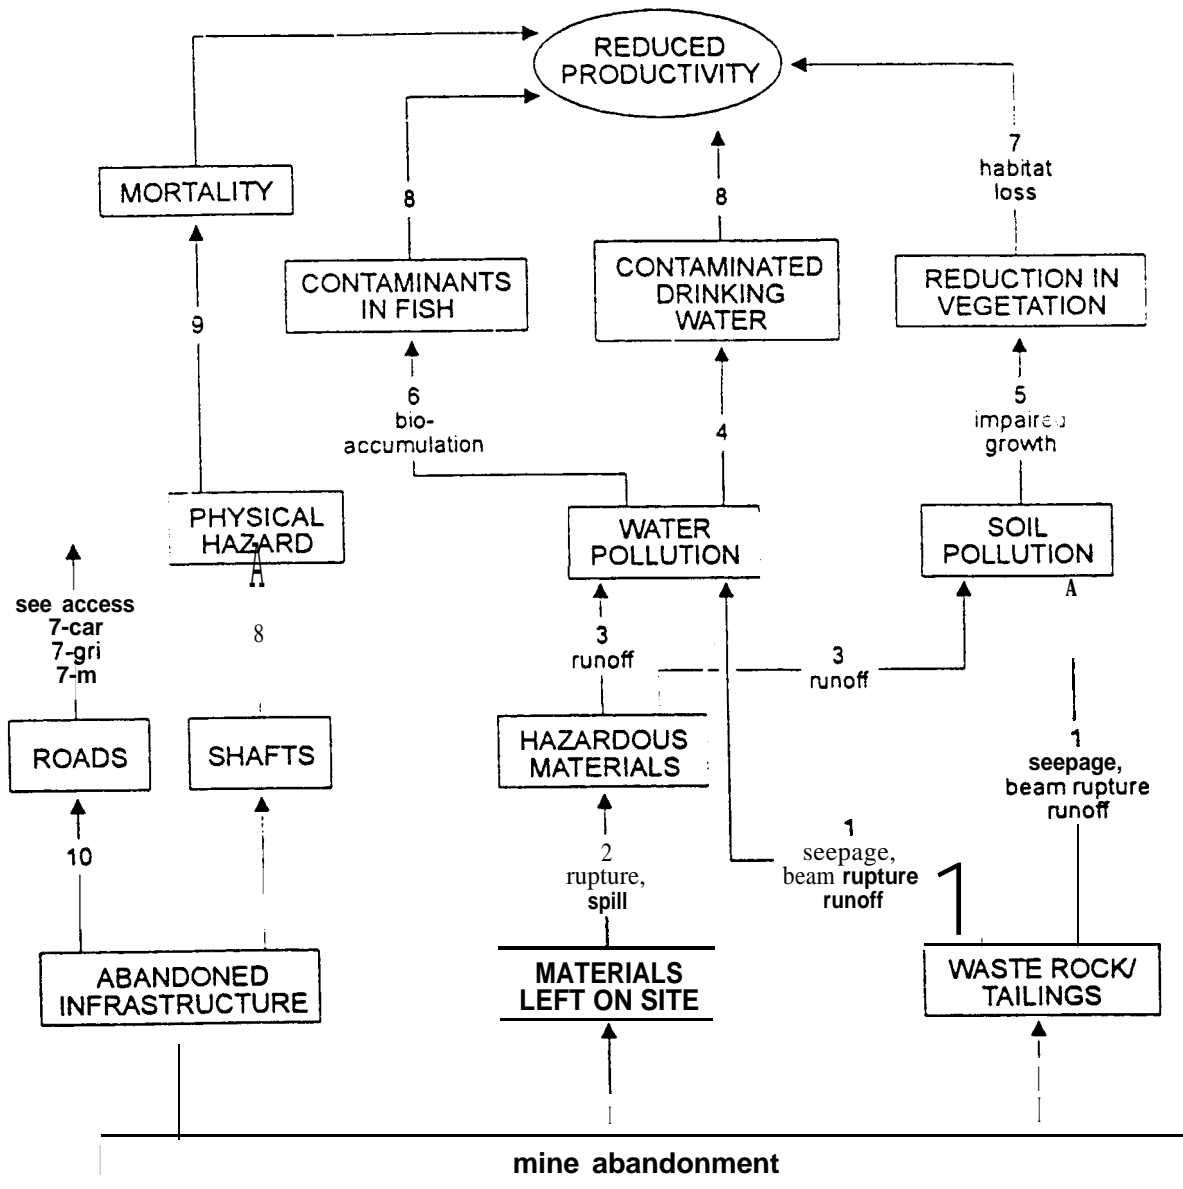 REDUCED
PRODUCTIVITY
7
habitat
loss
MORTALITY
8
8
CONTAMINANTS
IN FISH
CONTAMINATED
DRINKING
WATER
REDUCTION IN
VEGETATION
9
6
bio-
accumulation
4
5
impaired
growth
PHYSICAL
HAZARD
WATER
POLLUTION
SOIL
POLLUTION
see access
7-car
7-gri
7-m
8
3
runoff
3
runoff
ROADS
SHAFTS
HAZARDOUS
MATERIALS
1
seepage,
beam rupture
runoff
10
2
rupture,
spill
1
seepage,
beam rupture
runoff
ABANDONED
INFRASTRUCTURE
MATERIALS
LEFT ON SITE
WASTE ROCK/
TAILINGS
mine abandonment